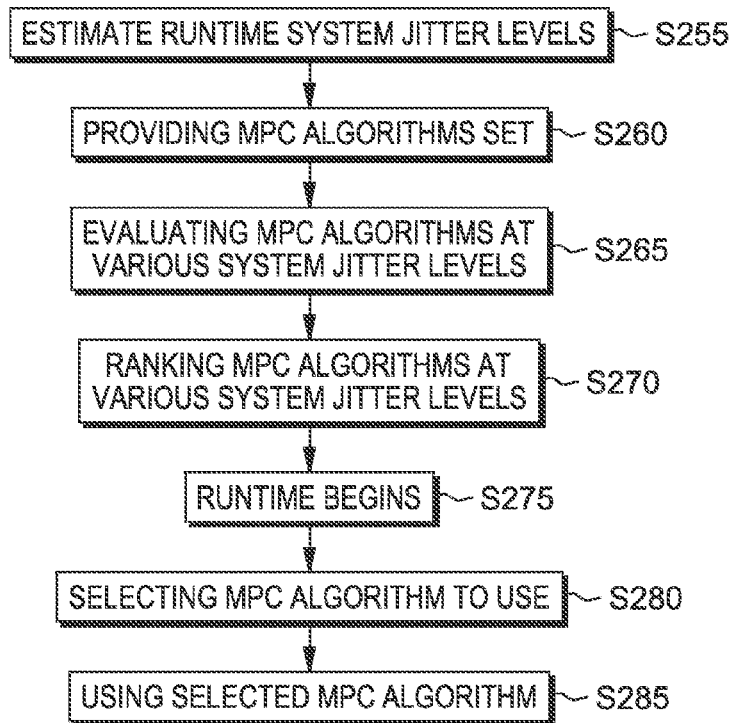 ESTIMATE RUNTIME SYSTEM JITTER LEVELS S255
PROVIDING MPC ALGORITHMS SET S260
EVALUATING MPC ALGORITHMS AT
VARIOUS SYSTEM JITTER LEVELS S265
RANKING MPC ALGORITHMS AT
VARIOUS SYSTEM JITTER LEVELS S270
RUNTIME BEGINS S275
SELECTING MPC ALGORITHM TO USE S280
USING SELECTED MPC ALGORITHM S285